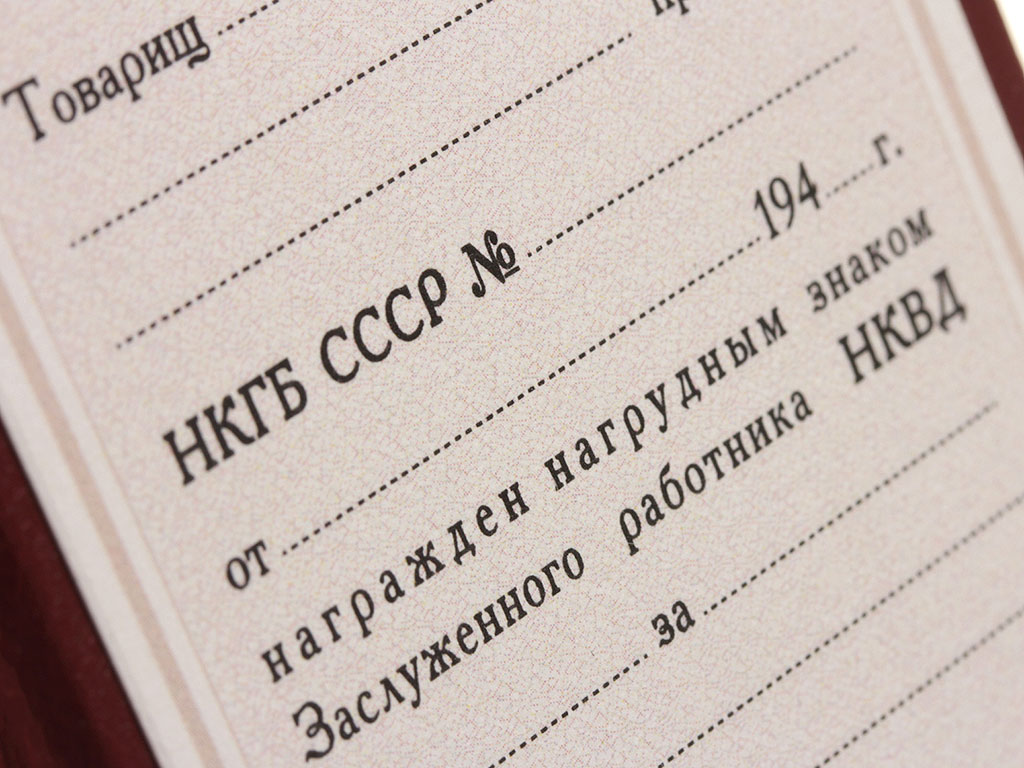 Товарищ
НКГБ СССР №
от 194 г.
награжден нагрудным знаком
Заслуженного работника НКВД
за